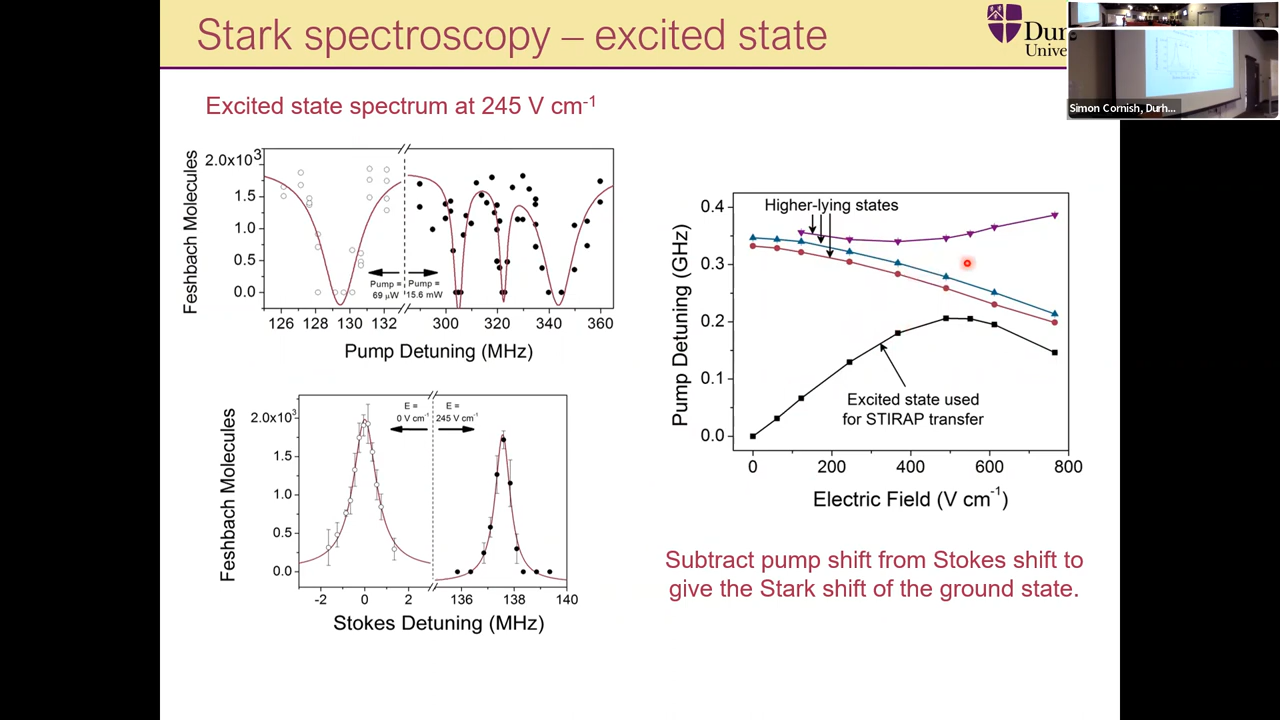 Stark spectroscopy – excited state
Dur
Unive
Simon Cornish, Durh...
Excited state spectrum at 245 V cm⁻¹
Feshbach Molecules
2.0x10³
1.5
1.0
0.5
0.0
Pump =
69 µW
Pump =
15.6 mW
126 128 130 132 300 320 340 360
Pump Detuning (MHz)
Feshbach Molecules
2.0x10³
1.5
1.0
0.5
0.0
E =
0 V cm⁻¹
E =
245 V cm⁻¹
-2 0 2 136 138 140
Stokes Detuning (MHz)
Pump Detuning (GHz)
0.4
0.3
0.2
0.1
0.0
Higher-lying states
Excited state used
for STIRAP transfer
0 200 400 600 800
Electric Field (V cm⁻¹)
Subtract pump shift from Stokes shift to
give the Stark shift of the ground state.